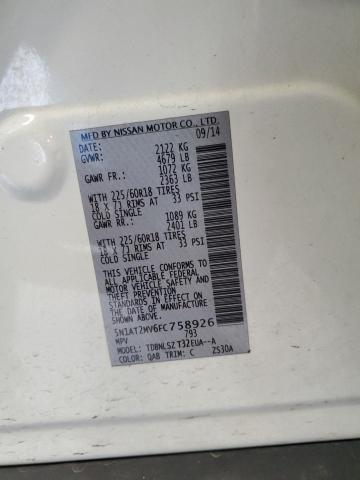 MFD BY NISSAN MOTOR CO., LTD.
DATE: 09/14
GVWR: 2122 KG
4679 LB
GAWR FR.: 1072 KG
2363 LB
WITH 225/60R18 TIRES
18 X 7J RIMS AT 33 PSI
COLD SINGLE
GAWR RR.: 1089 KG
2401 LB
WITH 225/60R18 TIRES
18 X 7J RIMS AT 33 PSI
COLD SINGLE
THIS VEHICLE CONFORMS TO
ALL APPLICABLE FEDERAL
MOTOR VEHICLE SAFETY
AND THEFT PREVENTION
STANDARDS IN EFFECT ON
THE DATE OF MANUFACTURE
SHOWN ABOVE.
5N1AT2MV6FC758926
MPV 793
MODEL: TDBNLSZ T32EUA--A
COLOR: QAB TRIM: C ZS30A